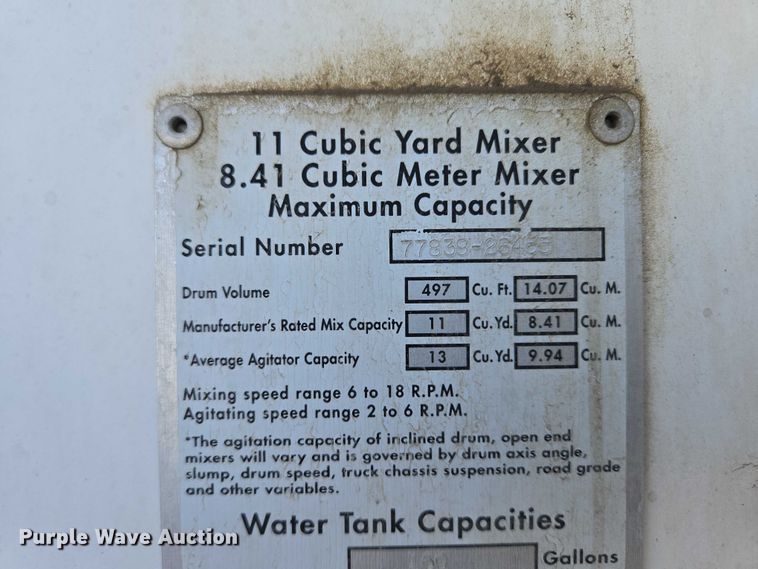 11 Cubic Yard Mixer
8.41 Cubic Meter Mixer
Maximum Capacity
Serial Number 77839-26463
Drum Volume 497 Cu. Ft. 14.07 Cu. M.
Manufacturer's Rated Mix Capacity 11 Cu. Yd. 8.41 Cu. M.
*Average Agitator Capacity 13 Cu. Yd. 9.94 Cu. M.
Mixing speed range 6 to 18 R.P.M.
Agitating speed range 2 to 6 R.P.M.
*The agitation capacity of inclined drum, open end
mixers will vary and is governed by drum axis angle,
slump, drum speed, truck chassis suspension, road grade
and other variables.
Water Tank Capacities
Gallons
Purple Wave Auction